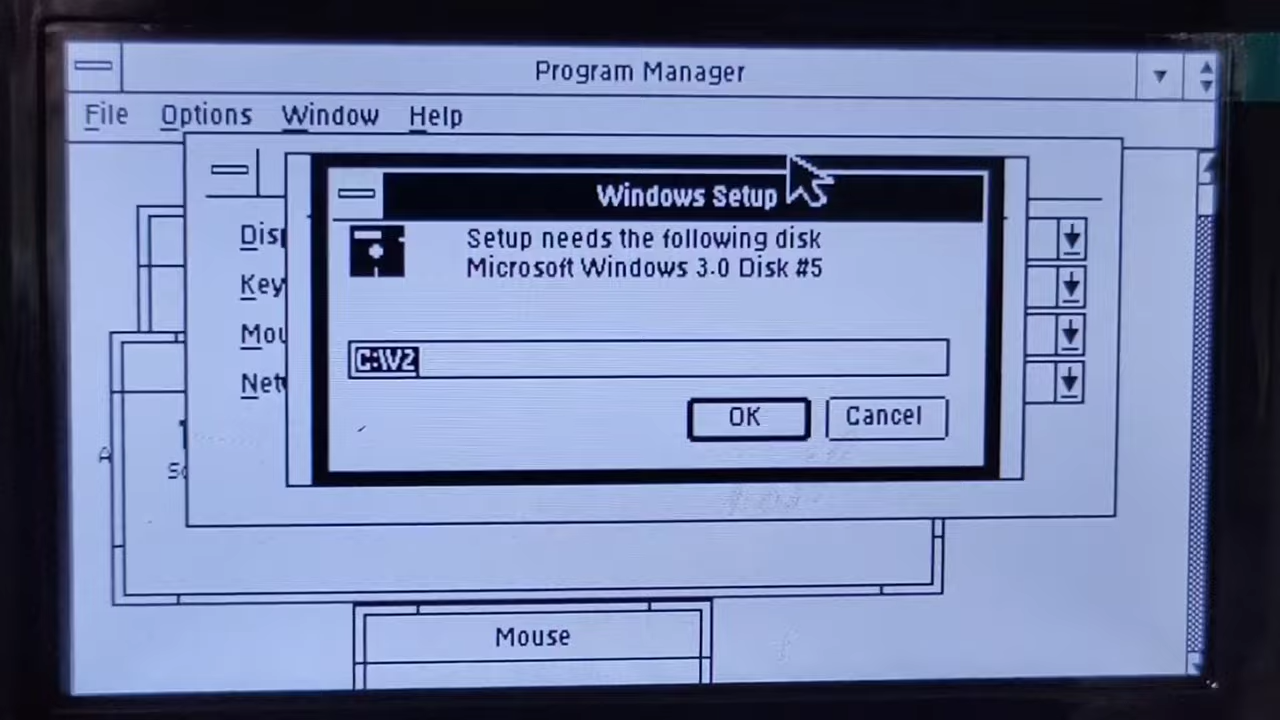 Program Manager
File Options Window Help
Windows Setup
Setup needs the following disk
Microsoft Windows 3.0 Disk #5
C:\W2
OK Cancel
Mouse